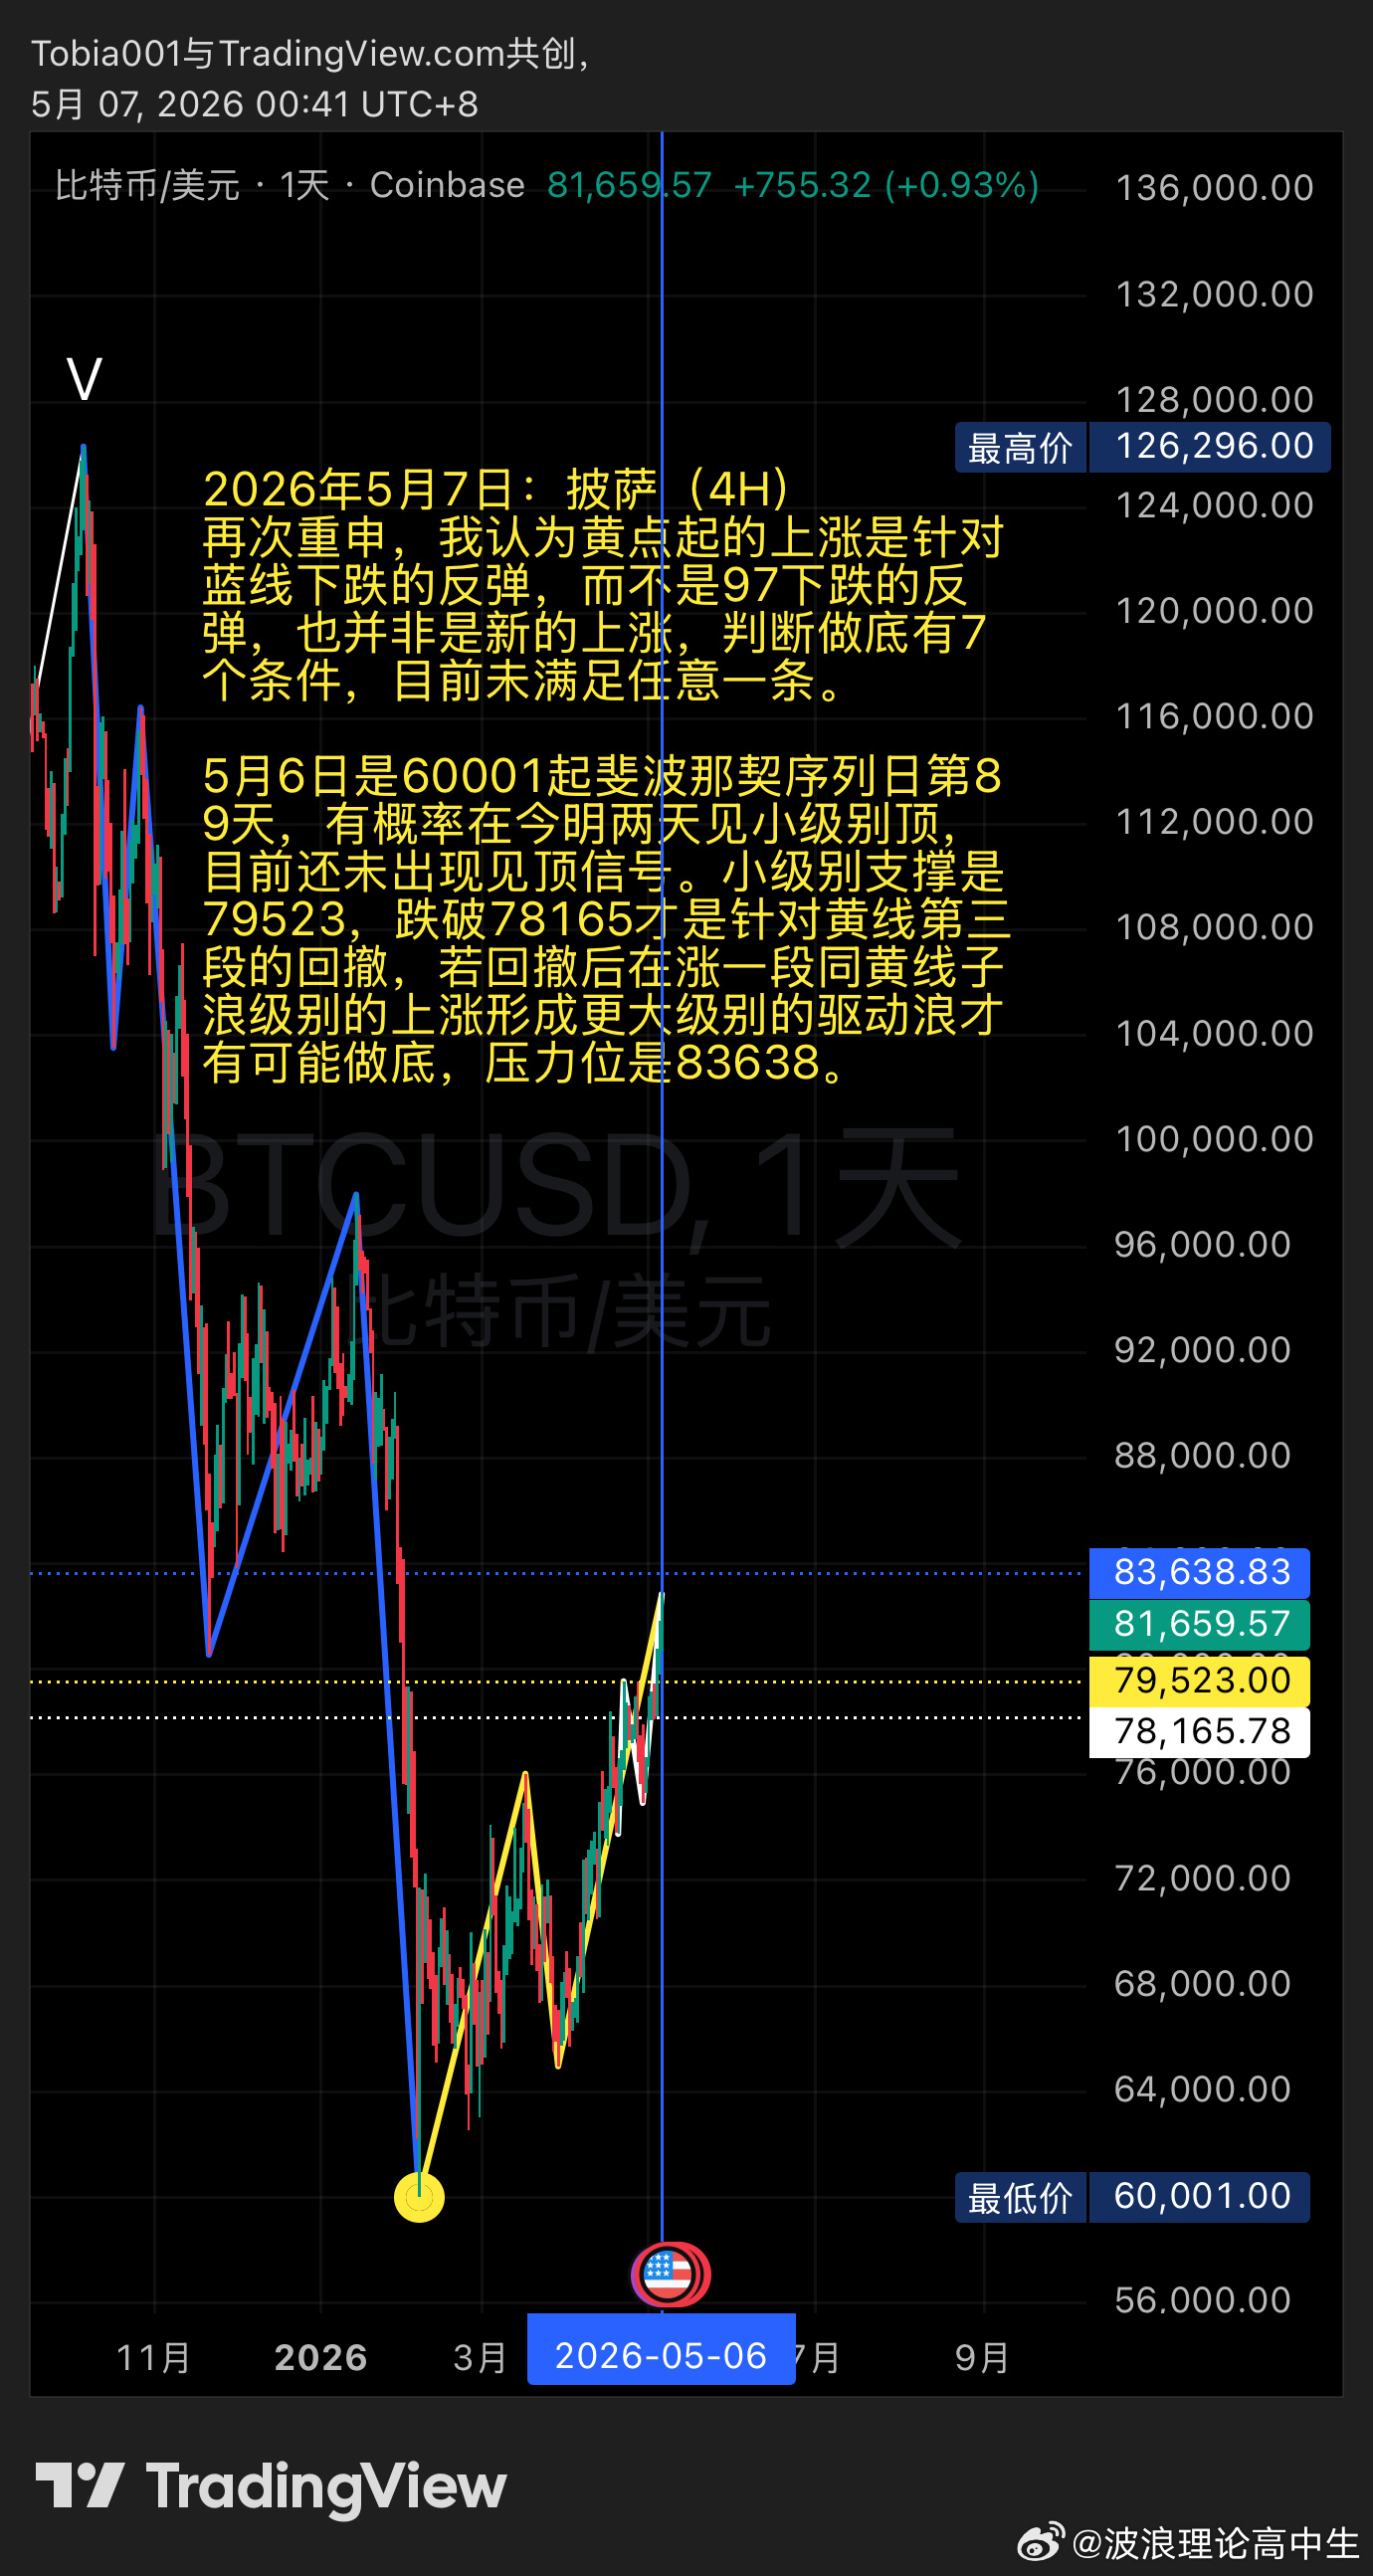 Tobia001与TradingView.com共创，
5月 07, 2026 00:41 UTC+8
比特币/美元 · 1天 · Coinbase 81,659.57 +755.32 (+0.93%)
136,000.00
132,000.00
V
128,000.00
最高价 126,296.00
124,000.00
2026年5月7日：披萨（4H）
再次重申，我认为黄点起的上涨是针对
蓝线下跌的反弹，而不是97下跌的反
弹，也并非是新的上涨，判断做底有7
个条件，目前未满足任意一条。
120,000.00
116,000.00
5月6日是60001起斐波那契序列日第8
9天，有概率在今明两天见小级别顶，
目前还未出现见顶信号。小级别支撑是
79523，跌破78165才是针对黄线第三
段的回撤，若回撤后在涨一段同黄线子
浪级别的上涨形成更大级别的驱动浪才
有可能做底，压力位是83638。
112,000.00
108,000.00
104,000.00
100,000.00
BTCUSD, 1天
比特币/美元
96,000.00
92,000.00
88,000.00
83,638.83
81,659.57
79,523.00
78,165.78
76,000.00
72,000.00
68,000.00
64,000.00
最低价 60,001.00
56,000.00
11月 2026 3月 2026-05-06 7月 9月
TradingView
@波浪理论高中生